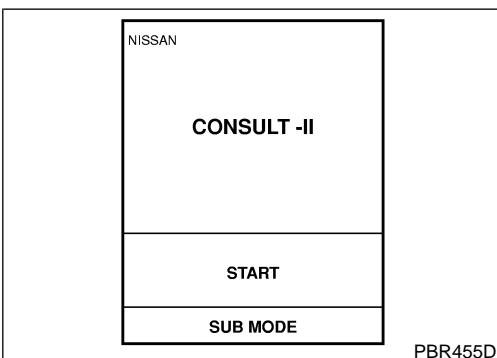 NISSAN
CONSULT -II
START
SUB MODE
PBR455D